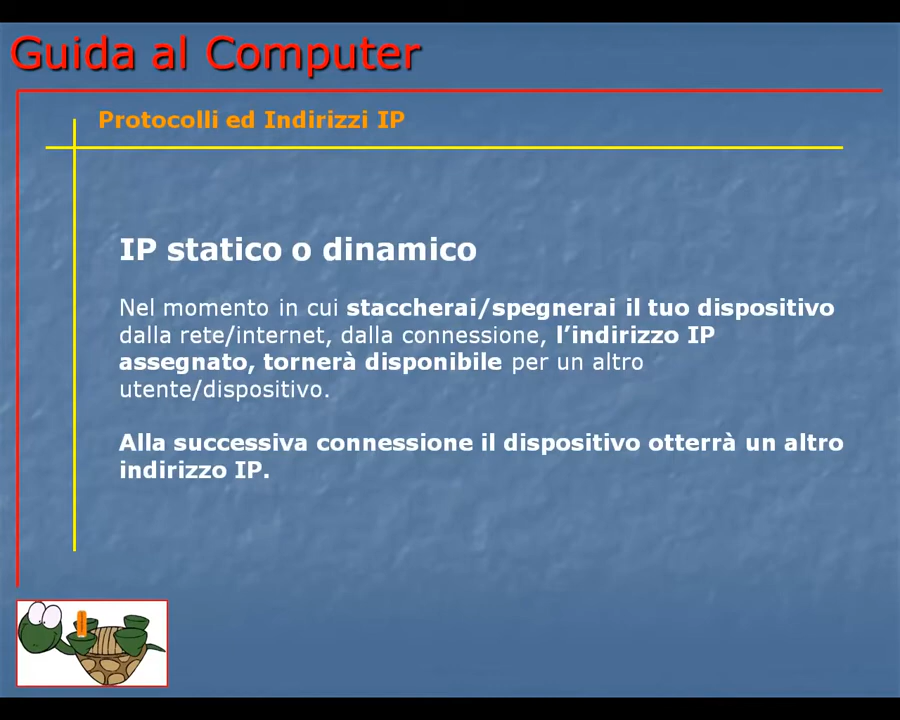 Guida al Computer
Protocolli ed Indirizzi IP
IP statico o dinamico
Nel momento in cui staccherai/spegnerai il tuo dispositivo
dalla rete/internet, dalla connessione, l’indirizzo IP
assegnato, tornerà disponibile per un altro
utente/dispositivo.
Alla successiva connessione il dispositivo otterrà un altro
indirizzo IP.